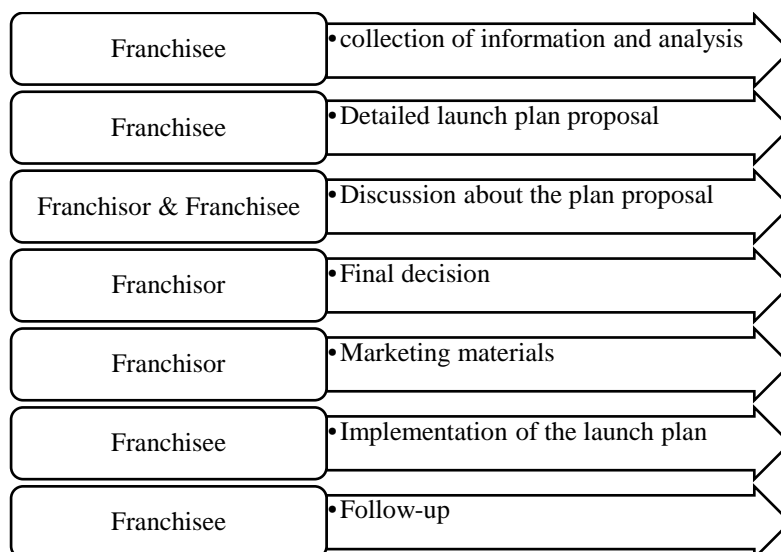 Franchisee
•collection of information and analysis
Franchisee
•Detailed launch plan proposal
Franchisor & Franchisee
•Discussion about the plan proposal
Franchisor
•Final decision
Franchisor
•Marketing materials
Franchisee
•Implementation of the launch plan
Franchisee
•Follow-up